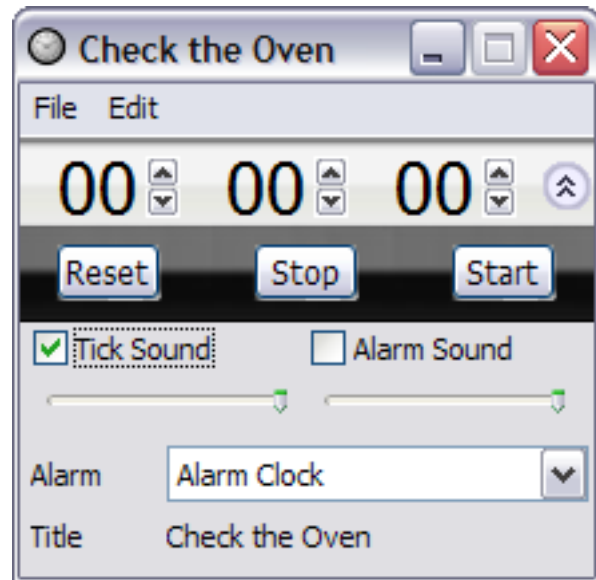 Check the Oven
File Edit
00 00 00
Reset Stop Start
Tick Sound Alarm Sound
Alarm Alarm Clock
Title Check the Oven